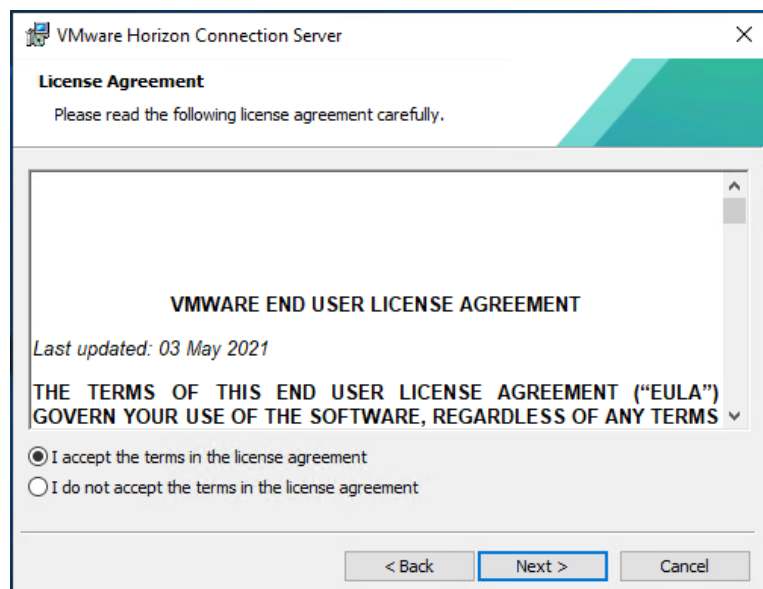 VMware Horizon Connection Server
License Agreement
Please read the following license agreement carefully.
VMWARE END USER LICENSE AGREEMENT
Last updated: 03 May 2021
THE TERMS OF THIS END USER LICENSE AGREEMENT (“EULA”)
GOVERN YOUR USE OF THE SOFTWARE, REGARDLESS OF ANY TERMS
I accept the terms in the license agreement
I do not accept the terms in the license agreement
< Back
Next >
Cancel